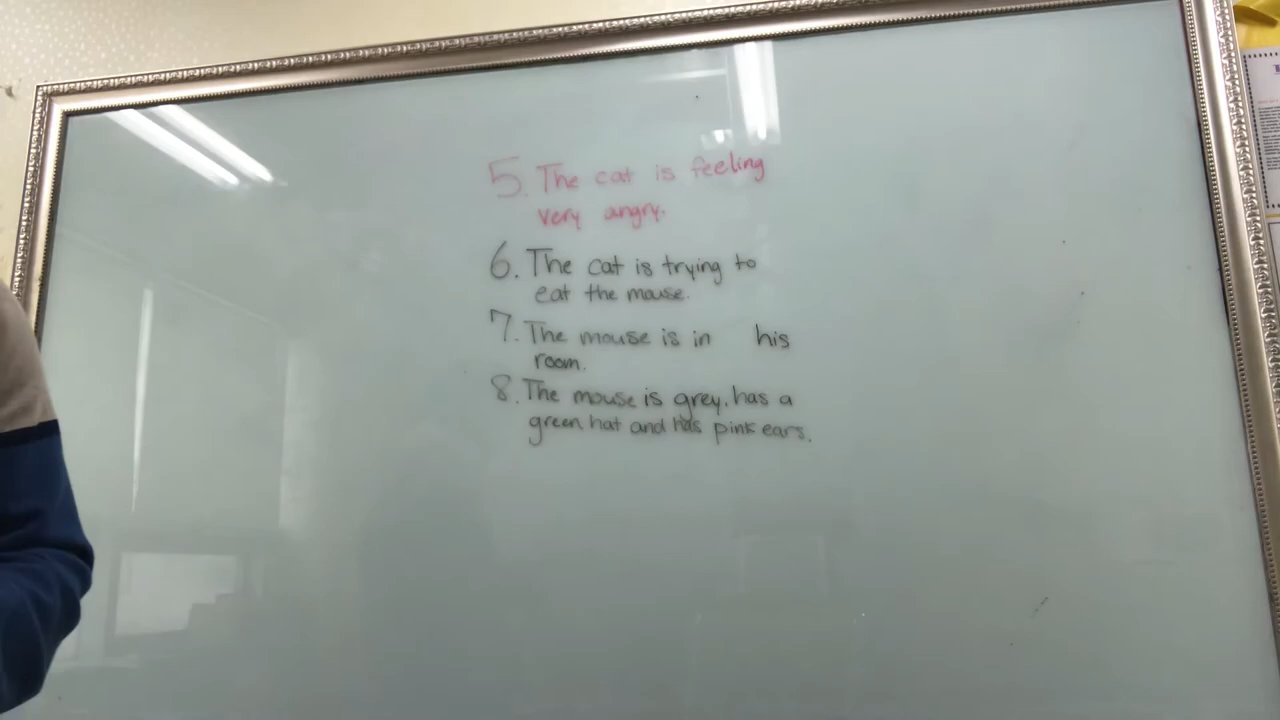 5. The cat is feeling
very angry.
6. The cat is trying to
eat the mouse.
7. The mouse is in his
room.
8. The mouse is grey, has a
green hat and has pink ears.